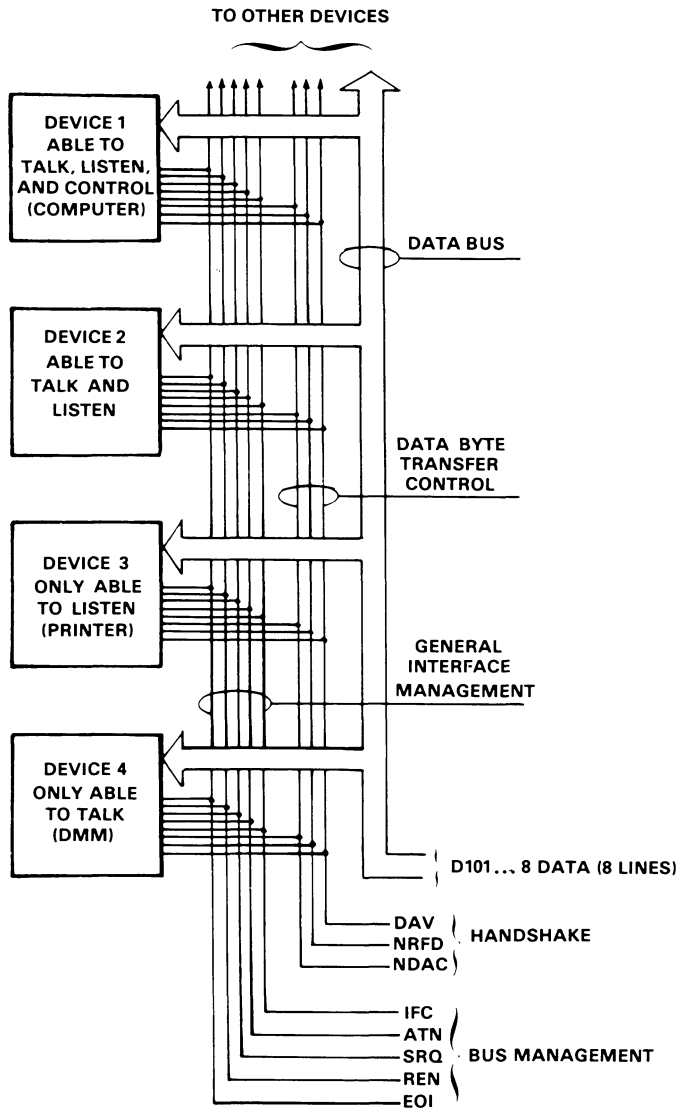 TO OTHER DEVICES
DEVICE 1
ABLE TO
TALK, LISTEN,
AND CONTROL
(COMPUTER)
DATA BUS
DEVICE 2
ABLE TO
TALK AND
LISTEN
DATA BYTE
TRANSFER
CONTROL
DEVICE 3
ONLY ABLE
TO LISTEN
(PRINTER)
GENERAL
INTERFACE
MANAGEMENT
DEVICE 4
ONLY ABLE
TO TALK
(DMM)
D101... 8 DATA (8 LINES)
DAV
NRFD
NDAC
HANDSHAKE
IFC
ATN
SRQ
REN
EOI
BUS MANAGEMENT